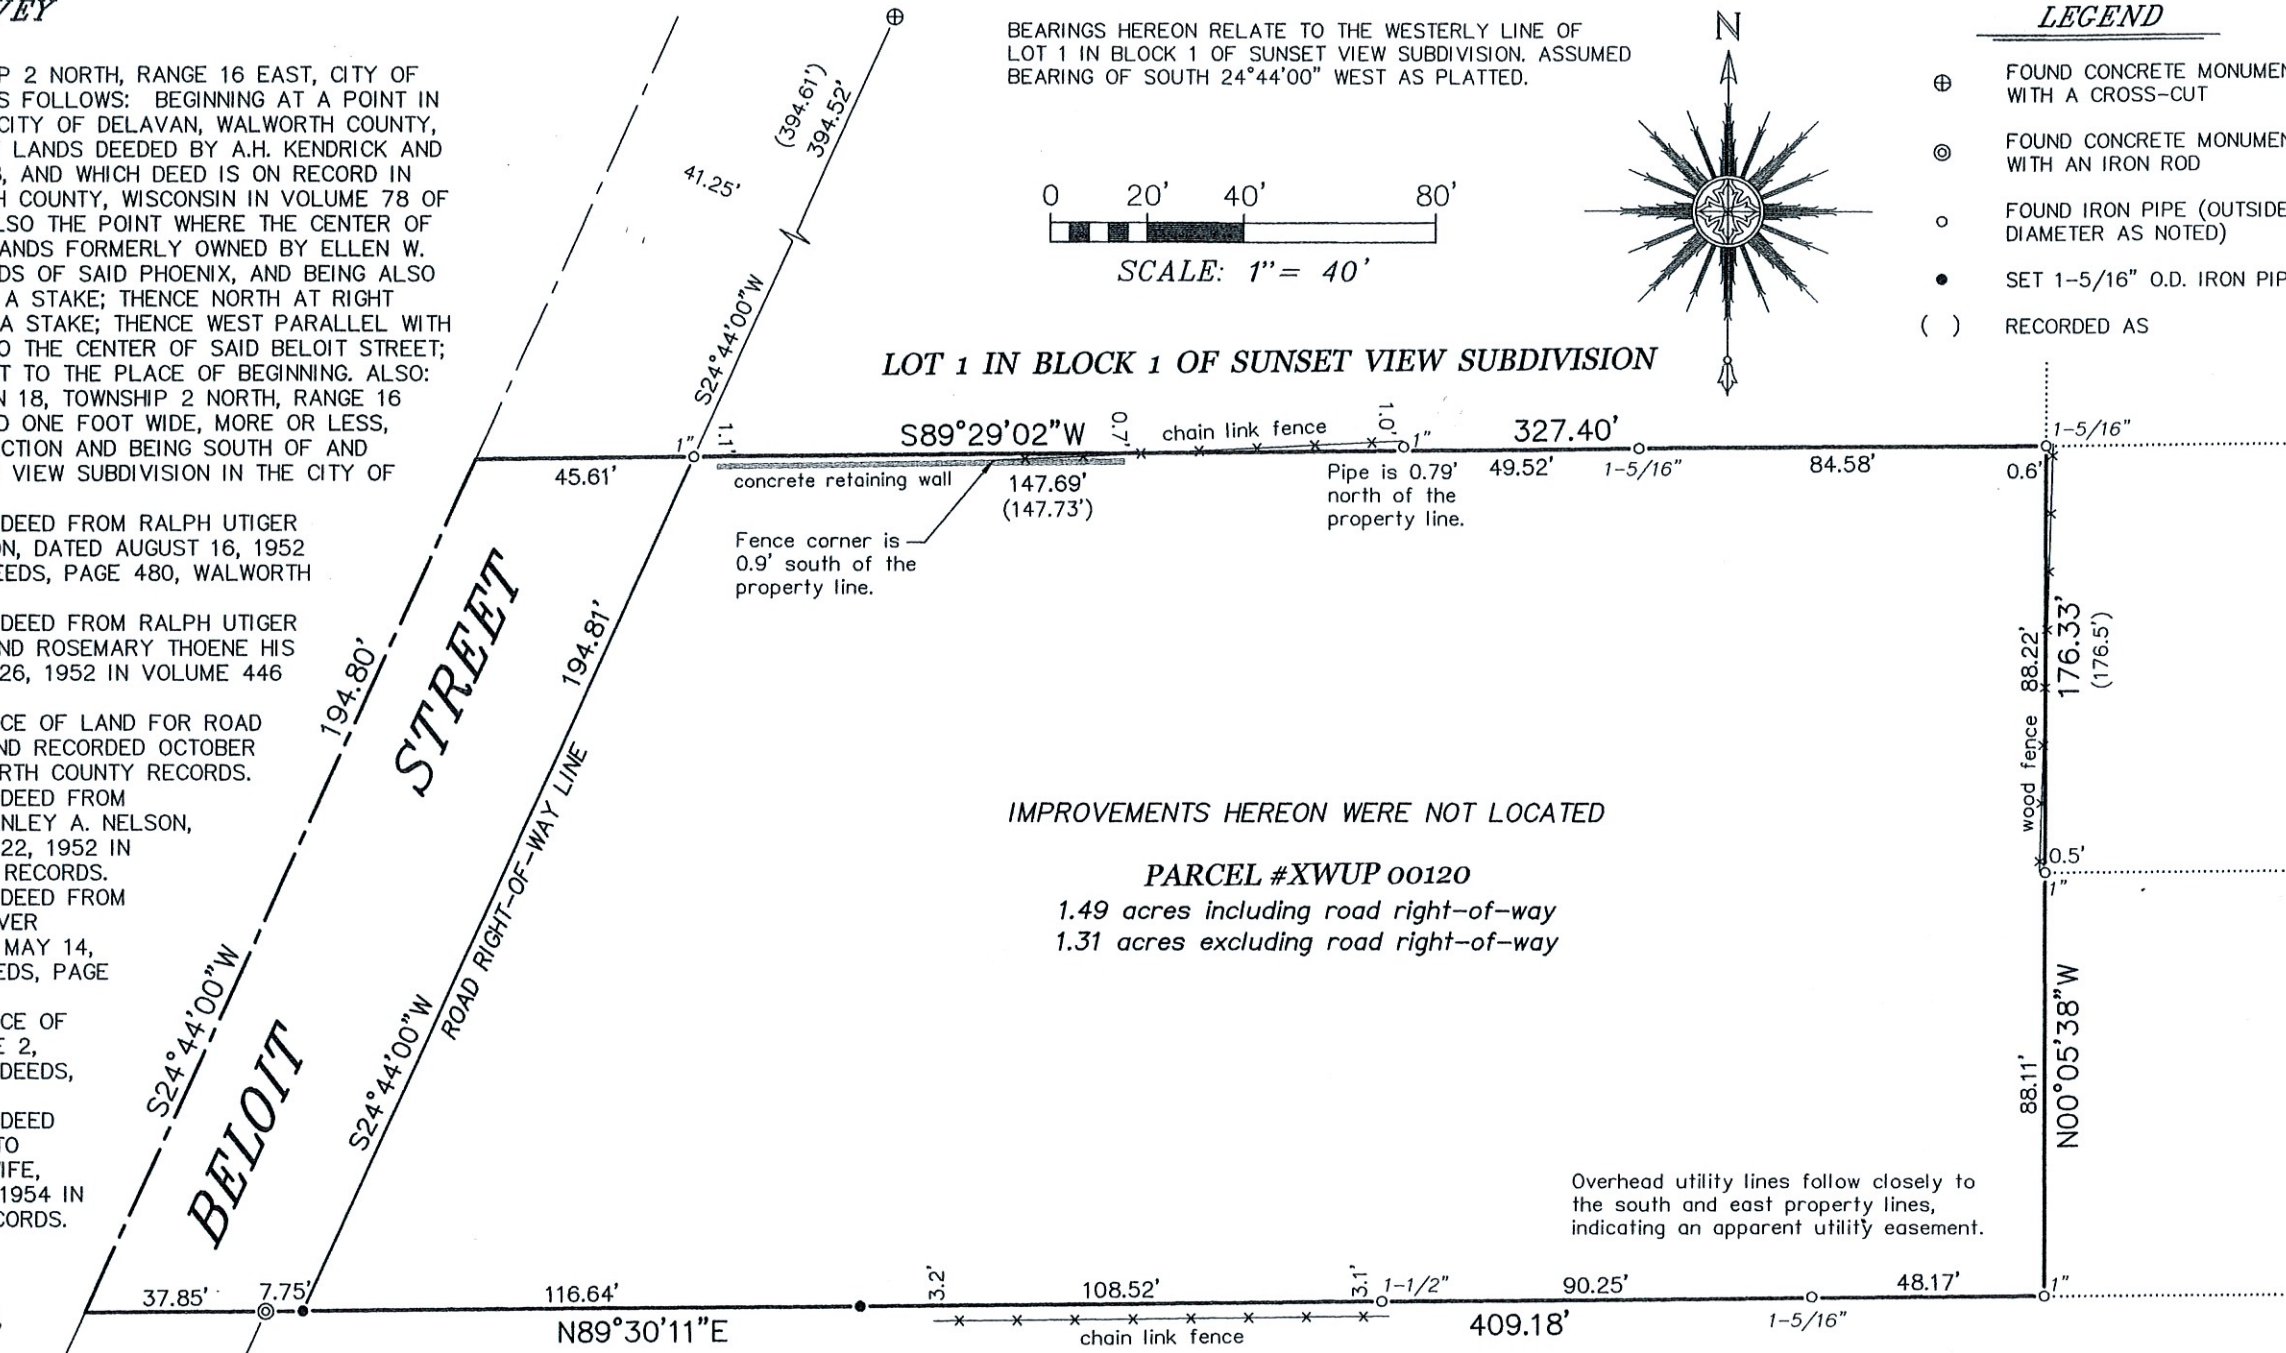 VEY
P 2 NORTH, RANGE 16 EAST, CITY OF
S FOLLOWS: BEGINNING AT A POINT IN
CITY OF DELAVAN, WALWORTH COUNTY,
LANDS DEEDED BY A.H. KENDRICK AND
, AND WHICH DEED IS ON RECORD IN
H COUNTY, WISCONSIN IN VOLUME 78 OF
LSO THE POINT WHERE THE CENTER OF
ANDS FORMERLY OWNED BY ELLEN W.
DS OF SAID PHOENIX, AND BEING ALSO
A STAKE; THENCE NORTH AT RIGHT
A STAKE; THENCE WEST PARALLEL WITH
O THE CENTER OF SAID BELOIT STREET;
T TO THE PLACE OF BEGINNING. ALSO:
N 18, TOWNSHIP 2 NORTH, RANGE 16
D ONE FOOT WIDE, MORE OR LESS,
CTION AND BEING SOUTH OF AND
VIEW SUBDIVISION IN THE CITY OF
DEED FROM RALPH UTIGER
ON, DATED AUGUST 16, 1952
EEDS, PAGE 480, WALWORTH
DEED FROM RALPH UTIGER
ND ROSEMARY THOENE HIS
26, 1952 IN VOLUME 446
CE OF LAND FOR ROAD
ND RECORDED OCTOBER
RTH COUNTY RECORDS.
DEED FROM
NLEY A. NELSON,
22, 1952 IN
RECORDS.
DEED FROM
VER
MAY 14,
EDS, PAGE
CE OF
E 2,
DEEDS,
DEED
TO
IFE,
1954 IN
CORDS.
BEARINGS HEREON RELATE TO THE WESTERLY LINE OF
LOT 1 IN BLOCK 1 OF SUNSET VIEW SUBDIVISION. ASSUMED
BEARING OF SOUTH 24°44'00" WEST AS PLATTED.
0 20' 40' 80'
SCALE: 1"= 40'
N
LEGEND
FOUND CONCRETE MONUMEN
WITH A CROSS-CUT
FOUND CONCRETE MONUMEN
WITH AN IRON ROD
FOUND IRON PIPE (OUTSIDE
DIAMETER AS NOTED)
SET 1-5/16" O.D. IRON PIP
( ) RECORDED AS
(394.61')
394.52'
41.25'
S24°44'00"W
LOT 1 IN BLOCK 1 OF SUNSET VIEW SUBDIVISION
1"
1.1'
S89°29'02"W
0.7'
chain link fence
1.0'
1"
327.40'
1-5/16"
45.61'
concrete retaining wall
147.69'
(147.73')
Pipe is 0.79'
north of the
property line.
49.52'
1-5/16"
84.58'
0.6'
Fence corner is
0.9' south of the
property line.
194.80'
STREET
194.81'
88.22'
176.33'
(176.5')
wood fence
0.5'
1"
ROAD RIGHT-OF-WAY LINE
IMPROVEMENTS HEREON WERE NOT LOCATED
PARCEL #XWUP 00120
1.49 acres including road right-of-way
1.31 acres excluding road right-of-way
S24°44'00"W
S24°44'00"W
BELOIT
88.11'
N00°05'38"W
Overhead utility lines follow closely to
the south and east property lines,
indicating an apparent utility easement.
37.85'
7.75'
116.64'
3.2'
108.52'
3.1'
1-1/2"
90.25'
48.17'
1"
N89°30'11"E
chain link fence
409.18'
1-5/16"